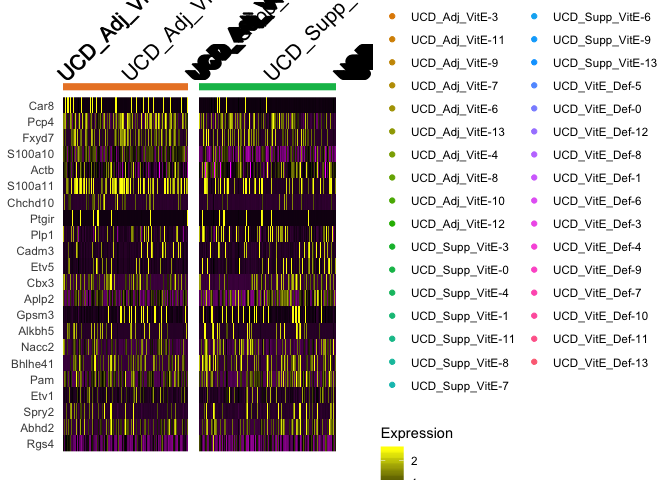 UCD_Adj_Vi
UCD_Adj_Vi
UCD_Supp_
Car8
Pcp4
Fxyd7
S100a10
Actb
S100a11
Chchd10
Ptgir
Plp1
Cadm3
Etv5
Cbx3
Aplp2
Gpsm3
Alkbh5
Nacc2
Bhlhe41
Pam
Etv1
Spry2
Abhd2
Rgs4
UCD_Adj_VitE-3
UCD_Adj_VitE-11
UCD_Adj_VitE-9
UCD_Adj_VitE-7
UCD_Adj_VitE-6
UCD_Adj_VitE-13
UCD_Adj_VitE-4
UCD_Adj_VitE-8
UCD_Adj_VitE-10
UCD_Adj_VitE-12
UCD_Supp_VitE-3
UCD_Supp_VitE-0
UCD_Supp_VitE-4
UCD_Supp_VitE-1
UCD_Supp_VitE-11
UCD_Supp_VitE-8
UCD_Supp_VitE-7
UCD_Supp_VitE-6
UCD_Supp_VitE-9
UCD_Supp_VitE-13
UCD_VitE_Def-5
UCD_VitE_Def-0
UCD_VitE_Def-12
UCD_VitE_Def-8
UCD_VitE_Def-1
UCD_VitE_Def-6
UCD_VitE_Def-3
UCD_VitE_Def-4
UCD_VitE_Def-9
UCD_VitE_Def-7
UCD_VitE_Def-10
UCD_VitE_Def-11
UCD_VitE_Def-13
Expression
2